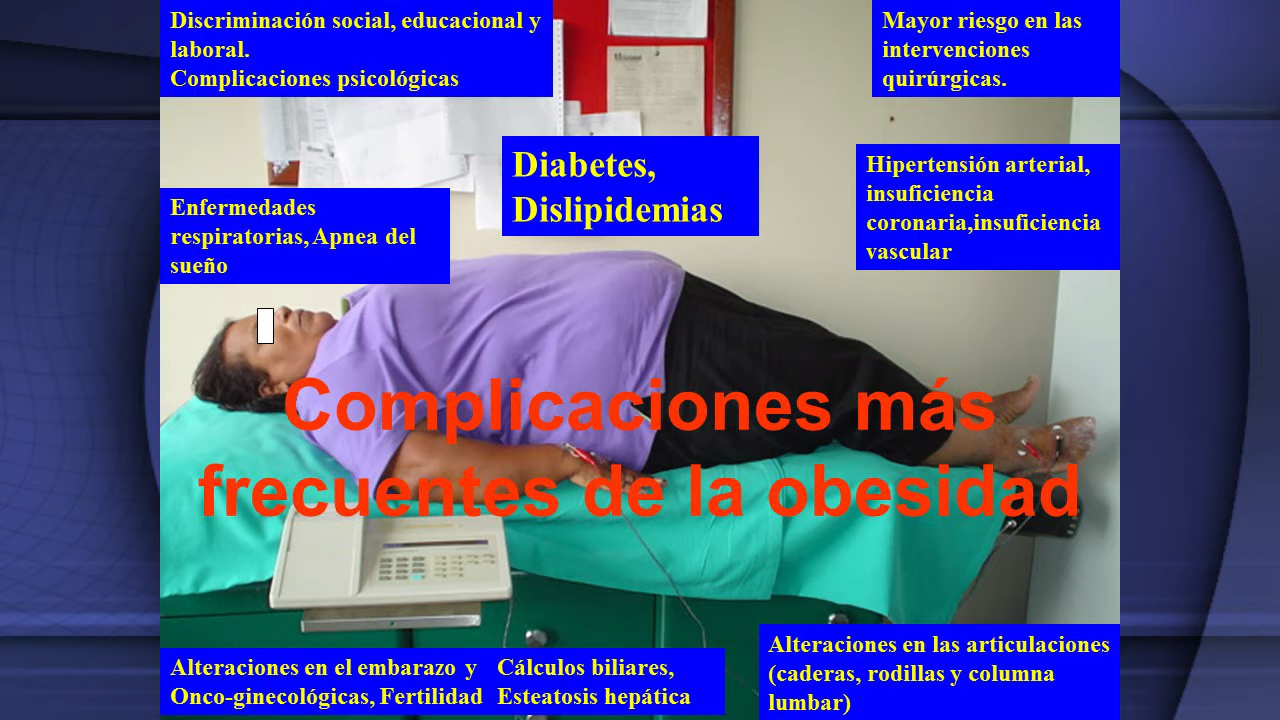 Discriminación social, educacional y
laboral.
Complicaciones psicológicas
Mayor riesgo en las
intervenciones
quirúrgicas.
Diabetes,
Dislipidemias
Hipertensión arterial,
insuficiencia
coronaria,insuficiencia
vascular
Enfermedades
respiratorias, Apnea del
sueño
Complicaciones más
frecuentes de la obesidad
Alteraciones en el embarazo y
Onco-ginecológicas, Fertilidad
Cálculos biliares,
Esteatosis hepática
Alteraciones en las articulaciones
(caderas, rodillas y columna
lumbar)